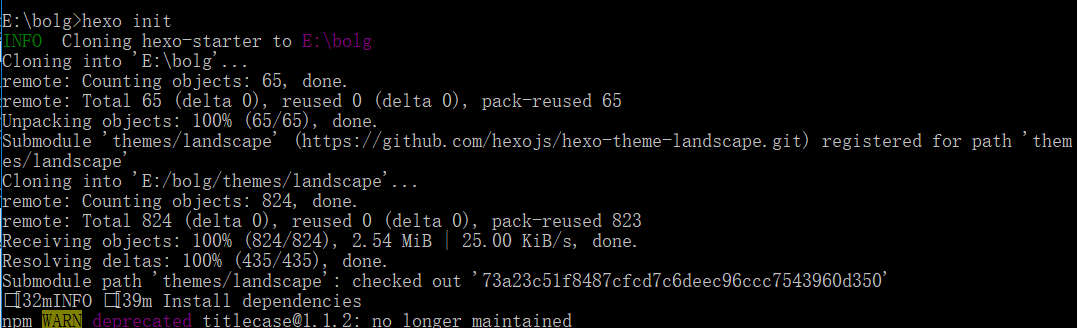 E:\bolg>hexo init
INFO  Cloning hexo-starter to E:\bolg
Cloning into 'E:\bolg'...
remote: Counting objects: 65, done.
remote: Total 65 (delta 0), reused 0 (delta 0), pack-reused 65
Unpacking objects: 100% (65/65), done.
Submodule 'themes/landscape' (https://github.com/hexojs/hexo-theme-landscape.git) registered for path 'them
es/landscape'
Cloning into 'E:/bolg/themes/landscape'...
remote: Counting objects: 824, done.
remote: Total 824 (delta 0), reused 0 (delta 0), pack-reused 823
Receiving objects: 100% (824/824), 2.54 MiB | 25.00 KiB/s, done.
Resolving deltas: 100% (435/435), done.
Submodule path 'themes/landscape': checked out '73a23c51f8487cfcd7c6deec96ccc7543960d350'
□[32mINFO □[39m Install dependencies
npm WARN deprecated titlecase@1.1.2: no longer maintained